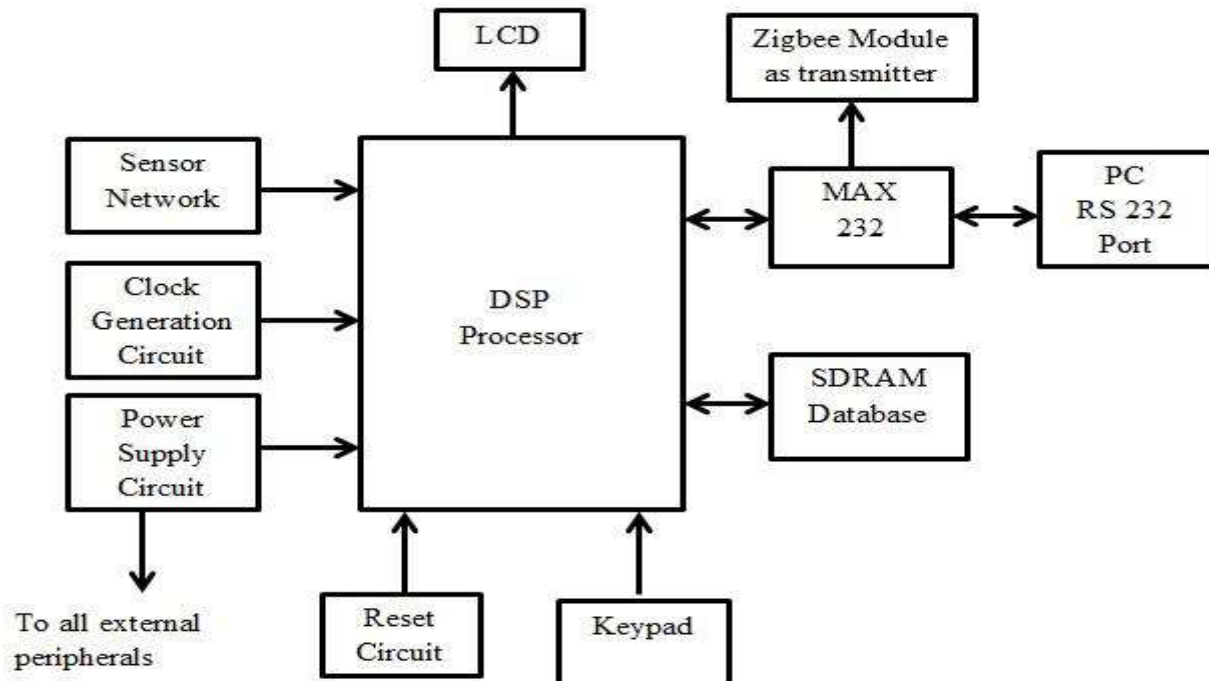 LCD
Zigbee Module
as transmitter
Sensor
Network
MAX
232
PC
RS 232
Port
Clock
Generation
Circuit
DSP
Processor
SDRAM
Database
Power
Supply
Circuit
To all external
peripherals
Reset
Circuit
Keypad